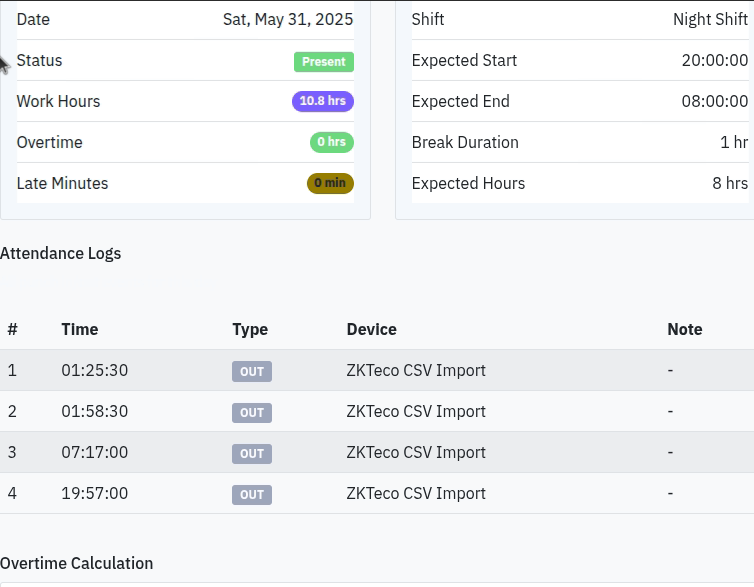 Date Sat, May 31, 2025
Status Present
Work Hours 10.8 hrs
Overtime 0 hrs
Late Minutes 0 min
Shift Night Shift
Expected Start 20:00:00
Expected End 08:00:00
Break Duration 1 hr
Expected Hours 8 hrs
Attendance Logs
# Time Type Device Note
1 01:25:30 OUT ZKTeco CSV Import -
2 01:58:30 OUT ZKTeco CSV Import -
3 07:17:00 OUT ZKTeco CSV Import -
4 19:57:00 OUT ZKTeco CSV Import -
Overtime Calculation